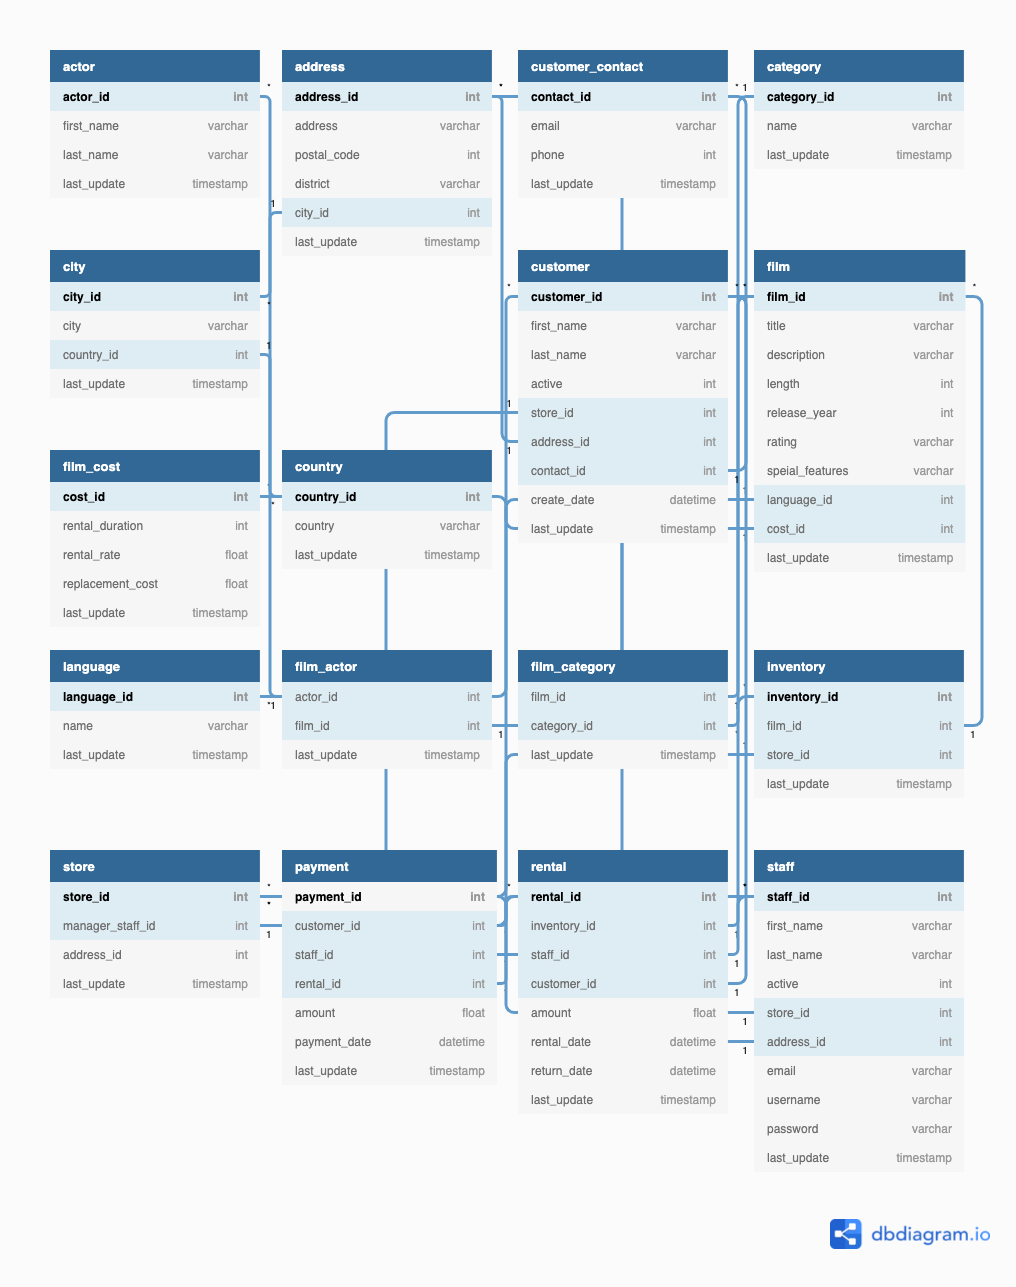 actor
actor_id int
first_name varchar
last_name varchar
last_update timestamp
address
address_id int
address varchar
postal_code int
district varchar
city_id int
last_update timestamp
customer_contact
contact_id int
email varchar
phone int
last_update timestamp
category
category_id int
name varchar
last_update timestamp
city
city_id int
city varchar
country_id int
last_update timestamp
customer
customer_id int
first_name varchar
last_name varchar
active int
store_id int
address_id int
contact_id int
create_date datetime
last_update timestamp
film
film_id int
title varchar
description varchar
length int
release_year int
rating varchar
speial_features varchar
language_id int
cost_id int
last_update timestamp
film_cost
cost_id int
rental_duration int
rental_rate float
replacement_cost float
last_update timestamp
country
country_id int
country varchar
last_update timestamp
language
language_id int
name varchar
last_update timestamp
film_actor
actor_id int
film_id int
last_update timestamp
film_category
film_id int
category_id int
last_update timestamp
inventory
inventory_id int
film_id int
store_id int
last_update timestamp
store
store_id int
manager_staff_id int
address_id int
last_update timestamp
payment
payment_id int
customer_id int
staff_id int
rental_id int
amount float
payment_date datetime
last_update timestamp
rental
rental_id int
inventory_id int
staff_id int
customer_id int
amount float
rental_date datetime
return_date datetime
last_update timestamp
staff
staff_id int
first_name varchar
last_name varchar
active int
store_id int
address_id int
email varchar
username varchar
password varchar
last_update timestamp
dbdiagram.io